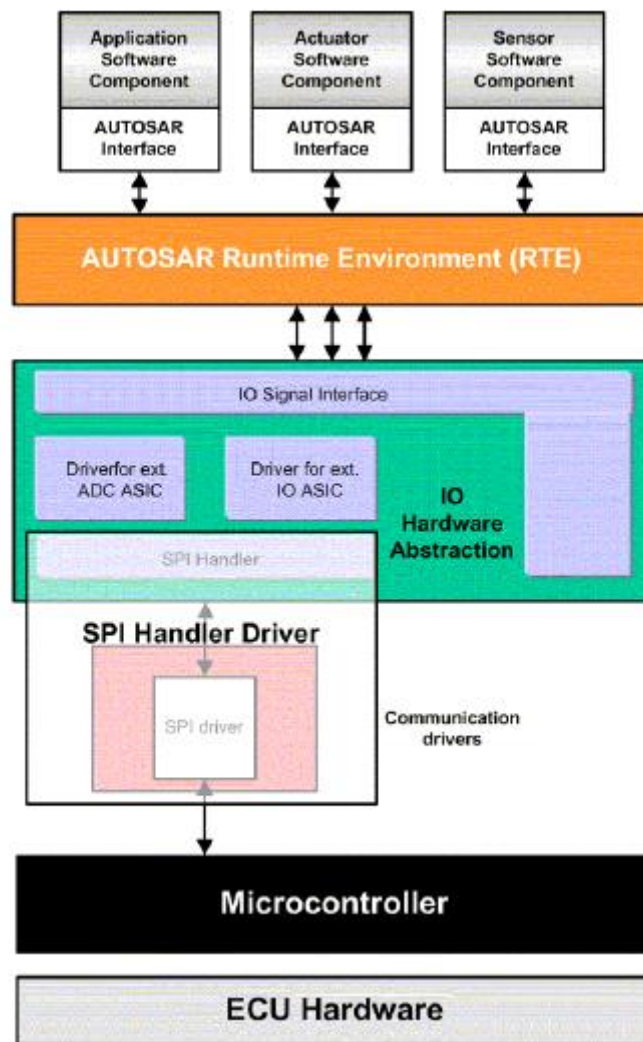 Application
Software
Component
AUTOSAR
Interface
Actuator
Software
Component
AUTOSAR
Interface
Sensor
Software
Component
AUTOSAR
Interface
AUTOSAR Runtime Environment (RTE)
IO Signal Interface
Driverfor ext.
ADC ASIC
Driver for ext.
IO ASIC
IO
Hardware
Abstraction
SPI Handler
SPI Handler Driver
SPI driver
Communication
drivers
Microcontroller
ECU Hardware